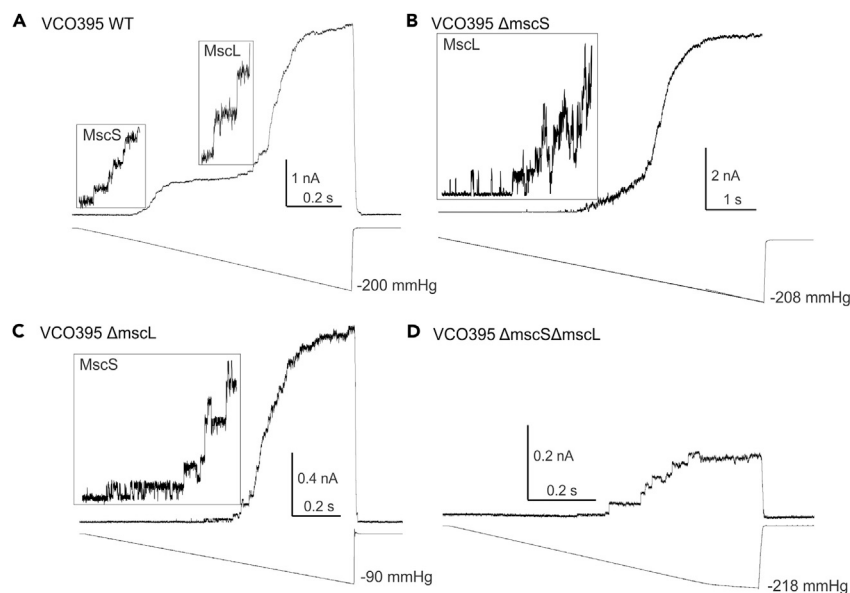 A VCO395 WT
MscS
MscL
1 nA
0.2 s
-200 mmHg
B VCO395 ΔmscS
MscL
2 nA
1 s
-208 mmHg
C VCO395 ΔmscL
MscS
0.4 nA
0.2 s
-90 mmHg
D VCO395 ΔmscSΔmscL
0.2 nA
0.2 s
-218 mmHg